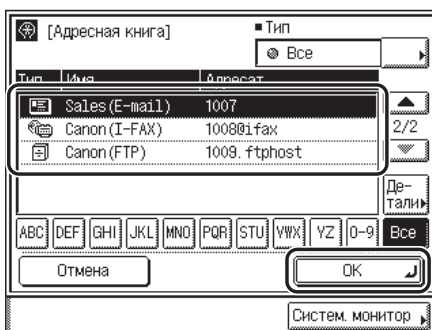 [Адресная книга]
■ Тип
Все
Тип Имя Адресат
Sales(E-mail) 1007
Canon(I-FAX) 1008@ifax
Canon(FTP) 1009.ftphost
2/2
Де-
тали
ABC DEF GHI JKL MNO PQR STU VWX YZ 0-9 Все
Отмена OK
Систем. монитор